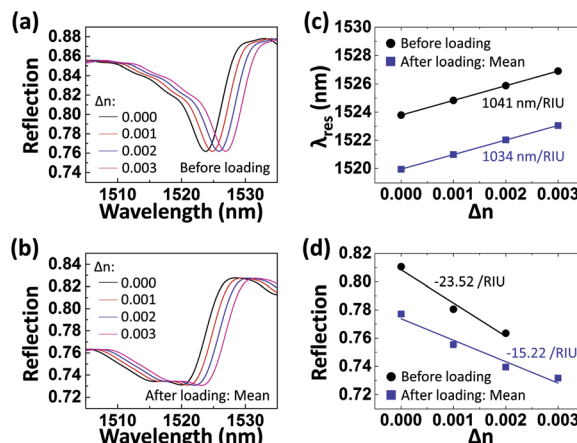 (a)
0.88
0.86
0.84
0.82
0.80
0.78
0.76
Reflection
Δn:
0.000
0.001
0.002
0.003
Before loading
1510 1520 1530
Wavelength (nm)
(b)
0.84
0.82
0.80
0.78
0.76
0.74
0.72
Reflection
Δn:
0.000
0.001
0.002
0.003
After loading: Mean
1510 1520 1530
Wavelength (nm)
(c)
1530
1528
1526
1524
1522
1520
λres (nm)
Before loading
After loading: Mean
1041 nm/RIU
1034 nm/RIU
0.000 0.001 0.002 0.003
Δn
(d)
0.82
0.80
0.78
0.76
0.74
0.72
Reflection
-23.52 /RIU
-15.22 /RIU
Before loading
After loading: Mean
0.000 0.001 0.002 0.003
Δn